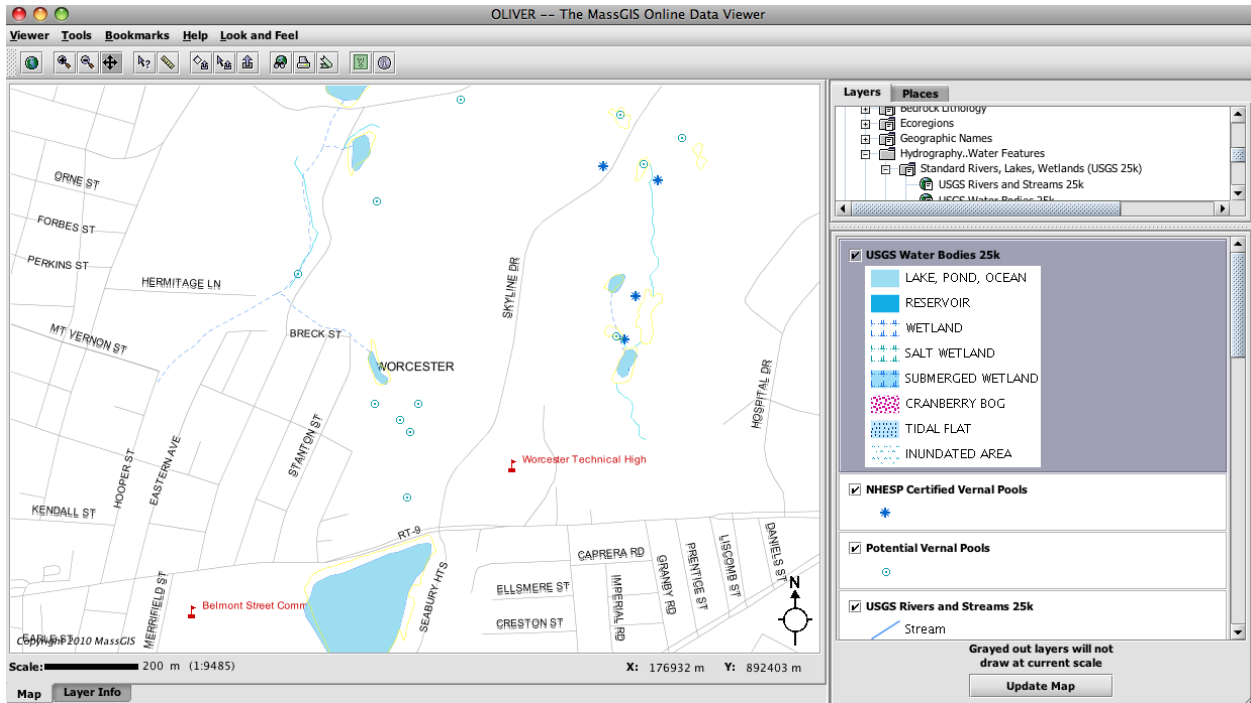 OLIVER -- The MassGIS Online Data Viewer
Viewer Tools Bookmarks Help Look and Feel
ORNE ST
FORBES ST
PERKINS ST
HERMITAGE LN
MT VERNON ST
BRECK ST
WORCESTER
SKYLINE DR
HOSPITAL DR
STANTON ST
EASTERN AVE
HOOPER ST
KENDALL ST
Worcester Technical High
RT-9
CAPRERA RD
GRANBY RD
PRENTICE ST
LISCOMB ST
DANIELS ST
ELLSMERE ST
IMPERIAL RD
CRESTON ST
SEABURY HTS
MERRIFIELD ST
Belmont Street Comm
N
EARLE ST
Copyright 2010 MassGIS
Scale: 200 m (1:9485) X: 176932 m Y: 892403 m
Map Layer Info
Layers Places
Bedrock Lithology
Ecoregions
Geographic Names
Hydrography..Water Features
Standard Rivers, Lakes, Wetlands (USGS 25k)
USGS Rivers and Streams 25k
USGS Water Bodies 25k
USGS Water Bodies 25k
LAKE, POND, OCEAN
RESERVOIR
WETLAND
SALT WETLAND
SUBMERGED WETLAND
CRANBERRY BOG
TIDAL FLAT
INUNDATED AREA
NHESP Certified Vernal Pools
Potential Vernal Pools
USGS Rivers and Streams 25k
Stream
Grayed out layers will not
draw at current scale
Update Map